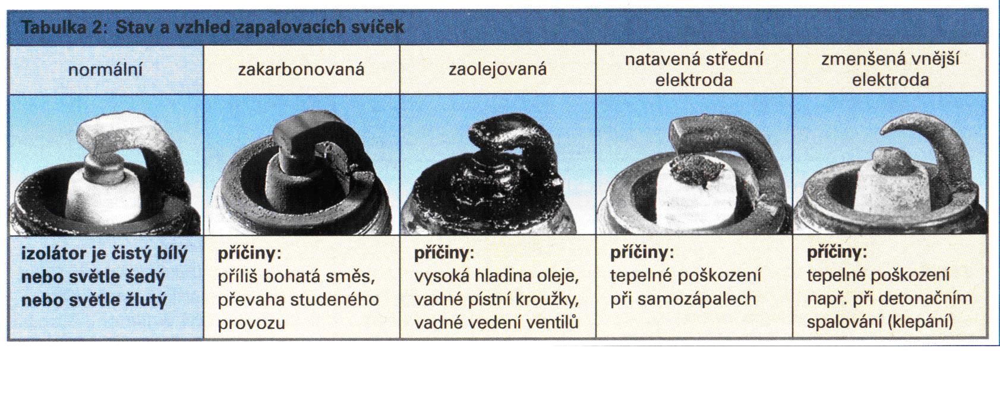 Tabulka 2: Stav a vzhled zapalovacích svíček
normální
zakarbonovaná
zaolejovaná
natavená střední
elektroda
zmenšená vnější
elektroda
izolátor je čistý bílý
nebo světle šedý
nebo světle žlutý
příčiny:
příliš bohatá směs,
převaha studeného
provozu
příčiny:
vysoká hladina oleje,
vadné pístní kroužky,
vadné vedení ventilů
příčiny:
tepelné poškození
při samozápalech
příčiny:
tepelné poškození
např. při detonačním
spalování (klepání)